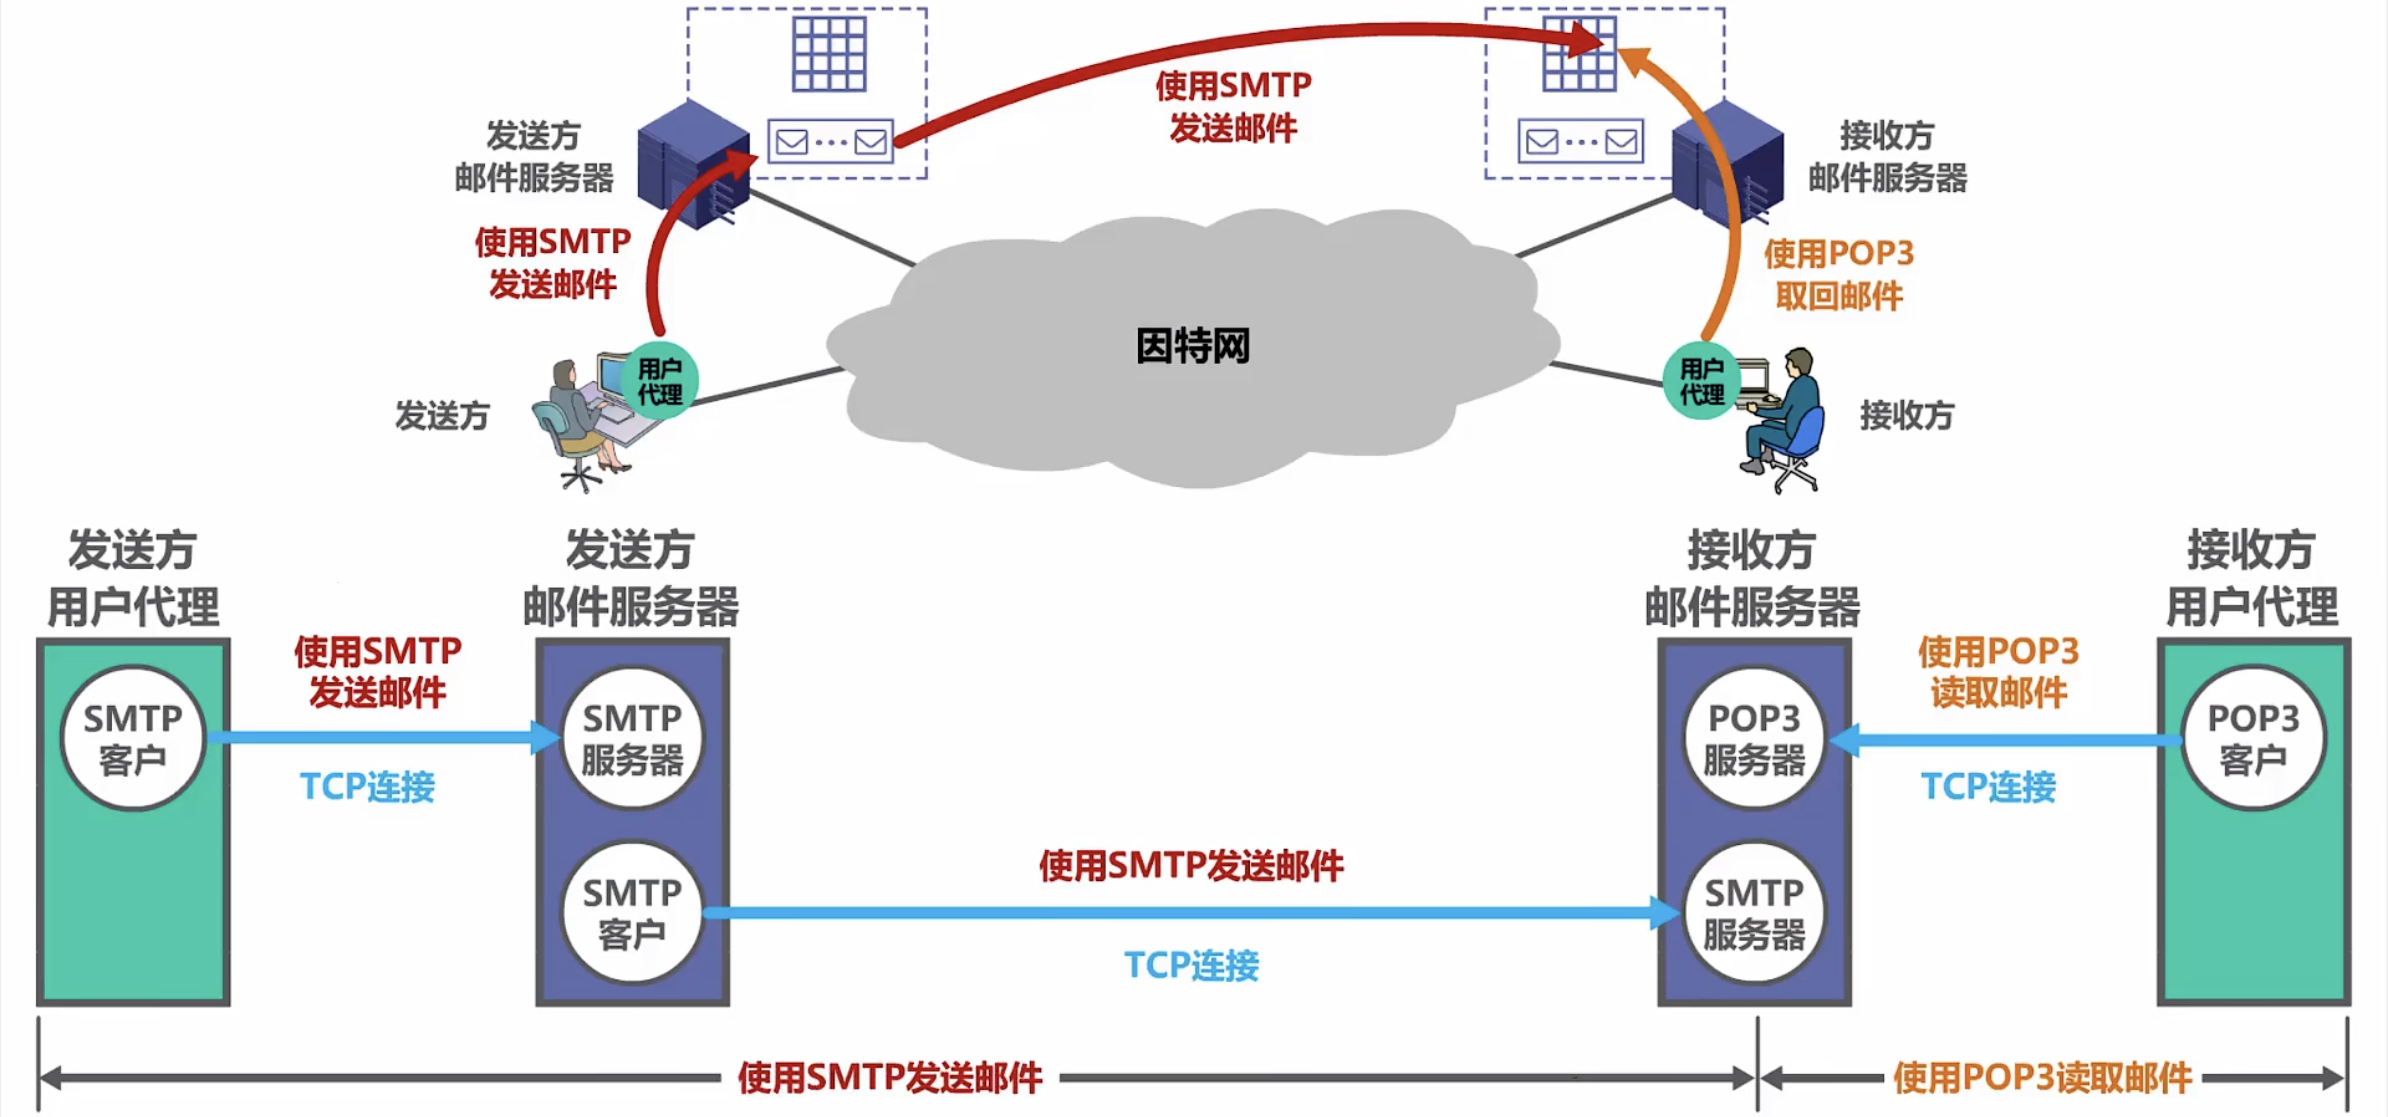 使用SMTP
发送邮件
发送方
邮件服务器
接收方
邮件服务器
使用SMTP
发送邮件
使用POP3
取回邮件
因特网
用户
代理
用户
代理
发送方
接收方
发送方
用户代理
发送方
邮件服务器
接收方
邮件服务器
接收方
用户代理
使用SMTP
发送邮件
使用POP3
读取邮件
SMTP
客户
SMTP
服务器
POP3
服务器
POP3
客户
TCP连接
TCP连接
使用SMTP发送邮件
SMTP
客户
SMTP
服务器
TCP连接
使用SMTP发送邮件
使用POP3读取邮件